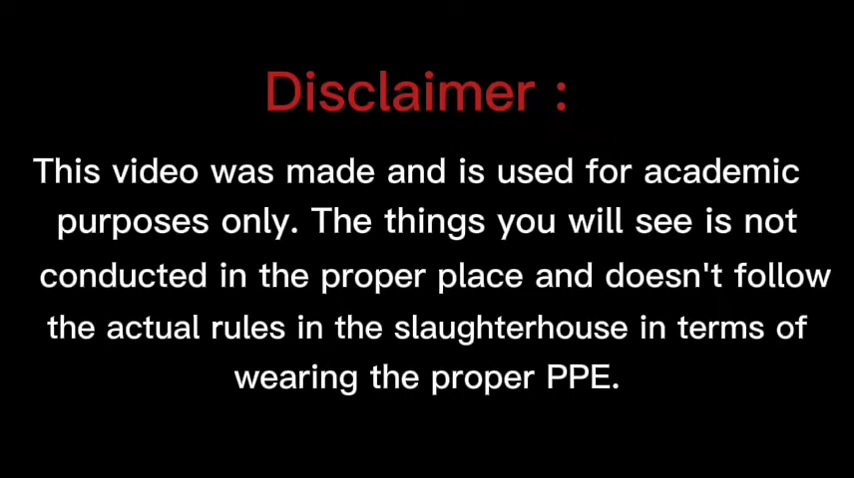 Disclaimer :
This video was made and is used for academic
purposes only. The things you will see is not
conducted in the proper place and doesn't follow
the actual rules in the slaughterhouse in terms of
wearing the proper PPE.